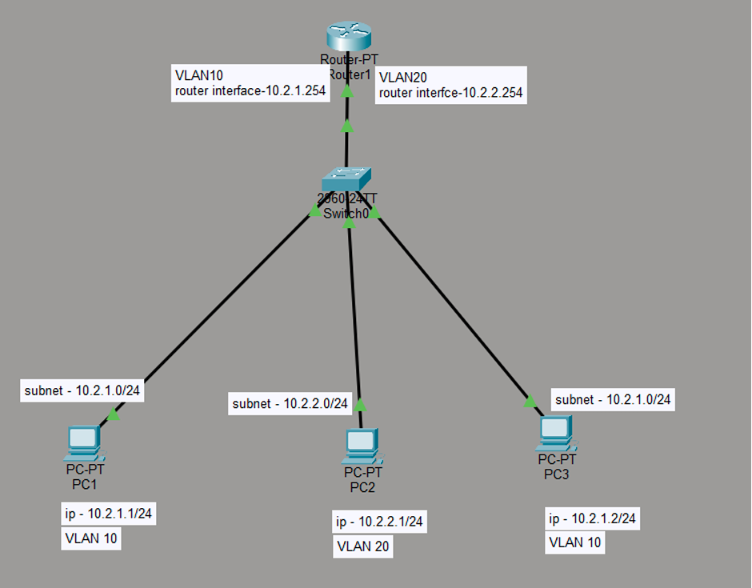 Router-PT
Router1
VLAN10
router interface-10.2.1.254
VLAN20
router interfce-10.2.2.254
2960-24TT
Switch0
subnet - 10.2.1.0/24
subnet - 10.2.2.0/24
subnet - 10.2.1.0/24
PC-PT
PC1
PC-PT
PC2
PC-PT
PC3
ip - 10.2.1.1/24
VLAN 10
ip - 10.2.2.1/24
VLAN 20
ip - 10.2.1.2/24
VLAN 10